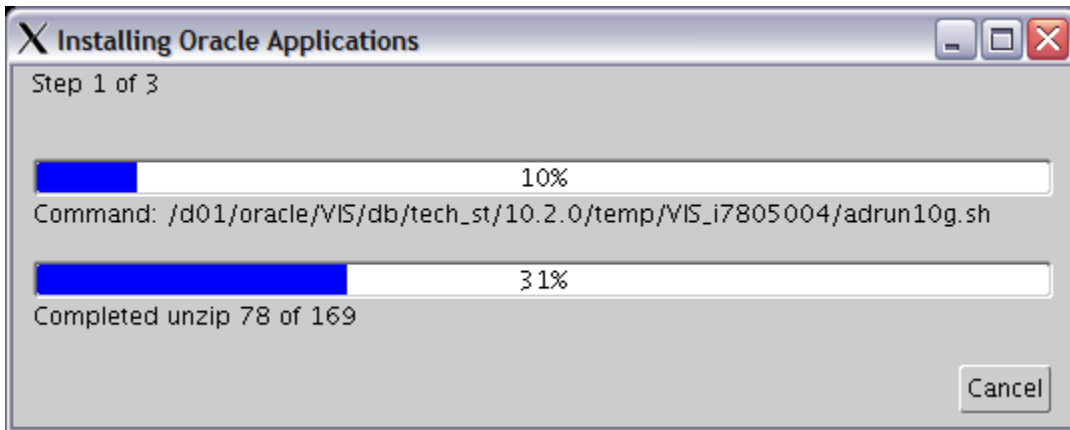 Installing Oracle Applications
Step 1 of 3
10%
Command: /d01/oracle/VIS/db/tech_st/10.2.0/temp/VIS_i7805004/adrun10g.sh
31%
Completed unzip 78 of 169
Cancel